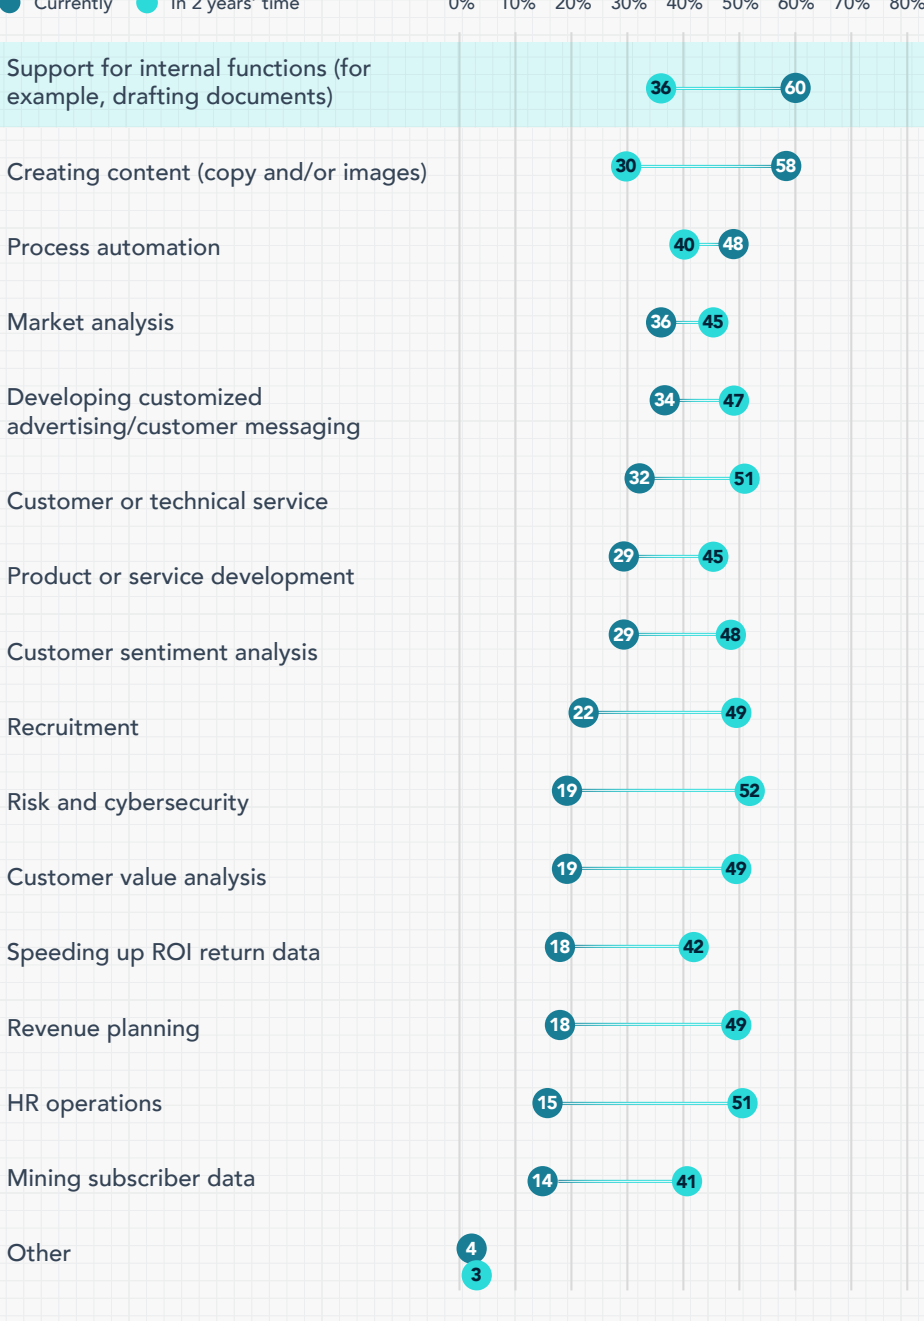 Currently In 2 years' time 0% 10% 20% 30% 40% 50% 60% 70% 80%
Support for internal functions (for
example, drafting documents)
36 60
Creating content (copy and/or images)
30 58
Process automation
40 48
Market analysis
36 45
Developing customized
advertising/customer messaging
34 47
Customer or technical service
32 51
Product or service development
29 45
Customer sentiment analysis
29 48
Recruitment
22 49
Risk and cybersecurity
19 52
Customer value analysis
19 49
Speeding up ROI return data
18 42
Revenue planning
18 49
HR operations
15 51
Mining subscriber data
14 41
Other
4
3